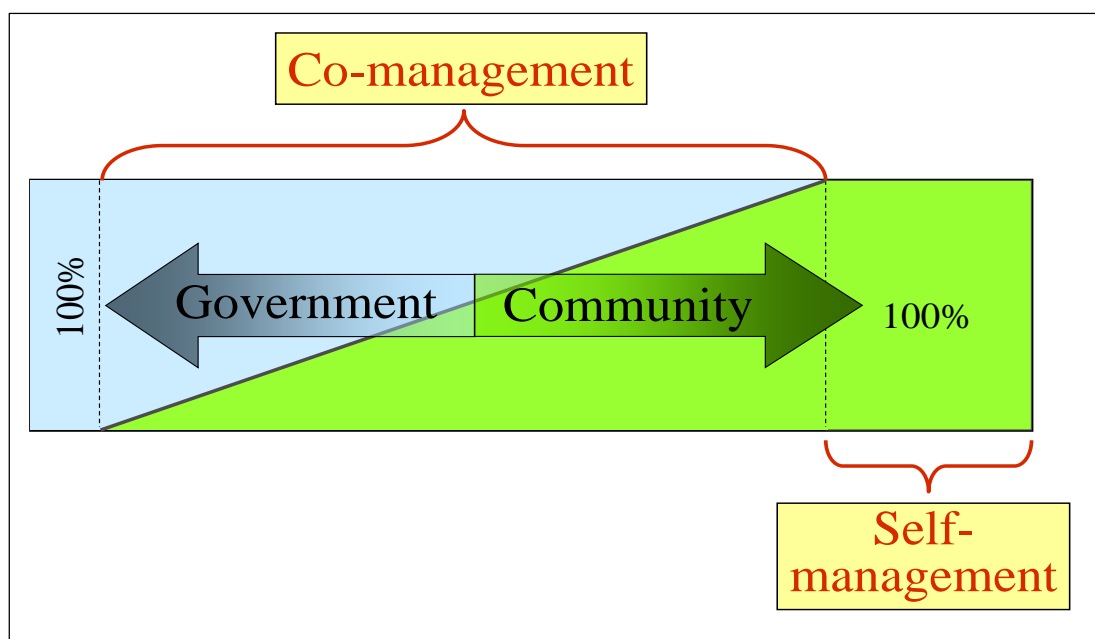 Co-management
100%
Government
Community
100%
Self-
management